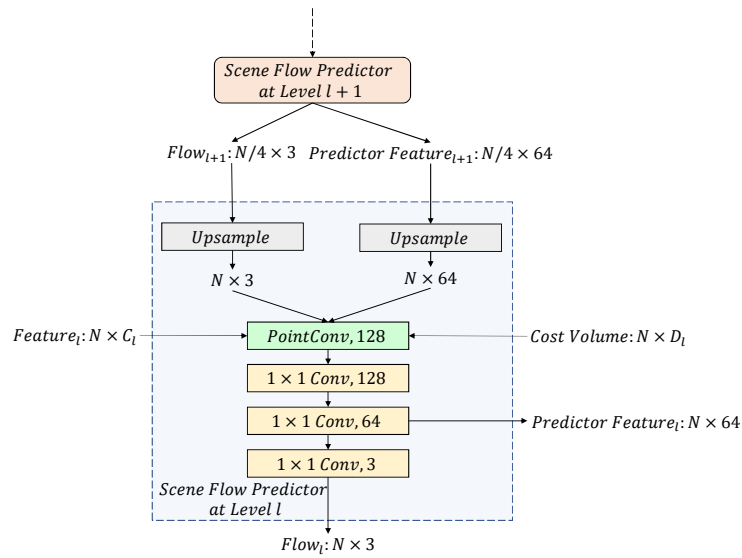 Scene Flow Predictor
at Level l + 1
Flow_{l+1}: N/4 × 3
Predictor Feature_{l+1}: N/4 × 64
Upsample
Upsample
N × 3
N × 64
Feature_l: N × C_l
PointConv, 128
Cost Volume: N × D_l
1 × 1 Conv, 128
1 × 1 Conv, 64
Predictor Feature_l: N × 64
1 × 1 Conv, 3
Scene Flow Predictor
at Level l
Flow_l: N × 3